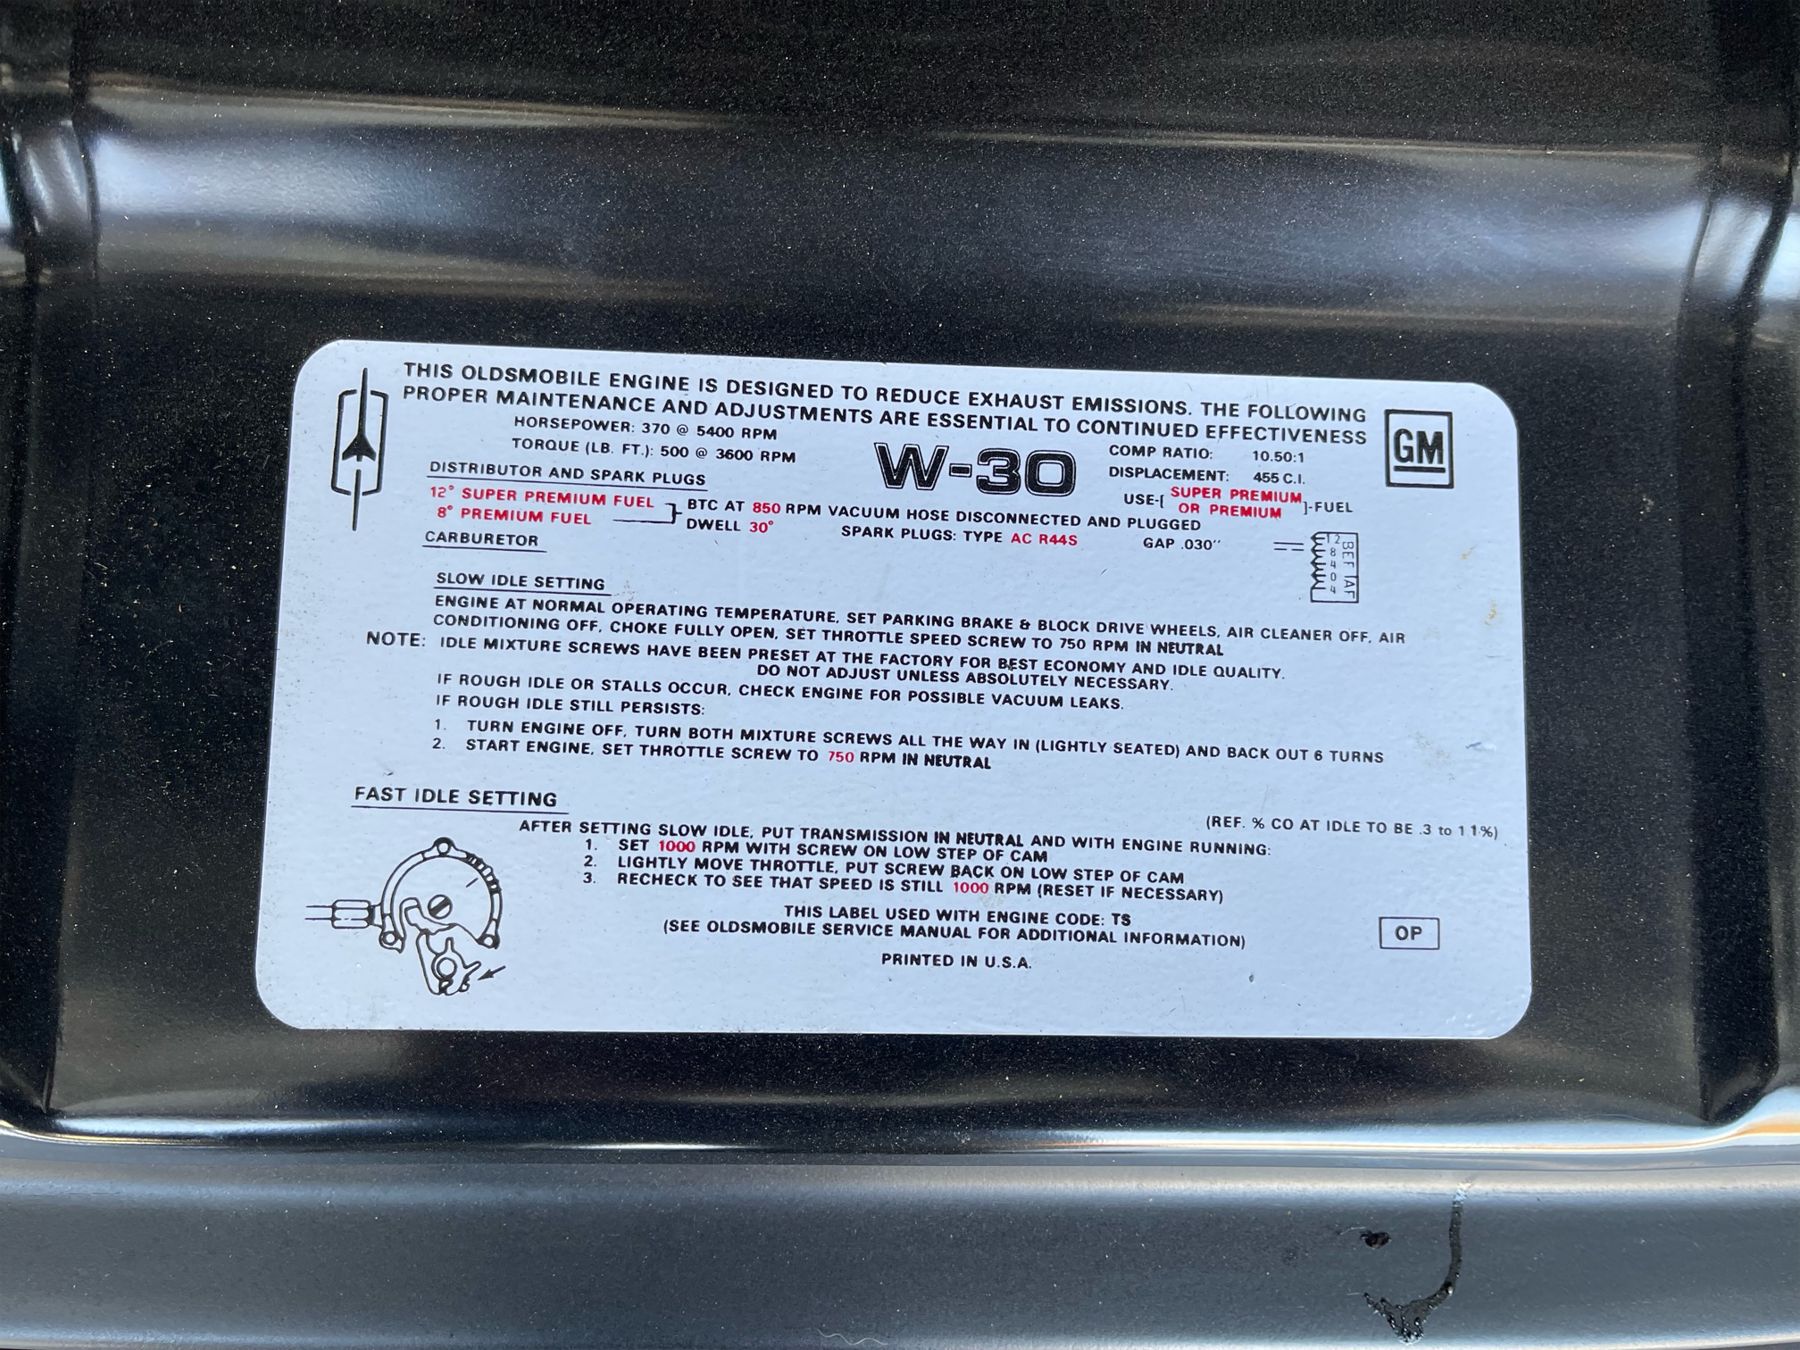 THIS OLDSMOBILE ENGINE IS DESIGNED TO REDUCE EXHAUST EMISSIONS. THE FOLLOWING
PROPER MAINTENANCE AND ADJUSTMENTS ARE ESSENTIAL TO CONTINUED EFFECTIVENESS
GM
HORSEPOWER: 370 @ 5400 RPM
TORQUE (LB. FT.): 500 @ 3600 RPM
W-30
COMP RATIO: 10.50:1
DISPLACEMENT: 455 C.I.
USE-[ SUPER PREMIUM
OR PREMIUM ]-FUEL
DISTRIBUTOR AND SPARK PLUGS
12° SUPER PREMIUM FUEL
8° PREMIUM FUEL
BTC AT 850 RPM VACUUM HOSE DISCONNECTED AND PLUGGED
DWELL 30° SPARK PLUGS: TYPE AC R44S GAP .030"
12
8
4
0
4
BEF
AF
CARBURETOR
SLOW IDLE SETTING
ENGINE AT NORMAL OPERATING TEMPERATURE, SET PARKING BRAKE & BLOCK DRIVE WHEELS, AIR CLEANER OFF, AIR
CONDITIONING OFF, CHOKE FULLY OPEN, SET THROTTLE SPEED SCREW TO 750 RPM IN NEUTRAL
NOTE: IDLE MIXTURE SCREWS HAVE BEEN PRESET AT THE FACTORY FOR BEST ECONOMY AND IDLE QUALITY.
DO NOT ADJUST UNLESS ABSOLUTELY NECESSARY.
IF ROUGH IDLE OR STALLS OCCUR, CHECK ENGINE FOR POSSIBLE VACUUM LEAKS.
IF ROUGH IDLE STILL PERSISTS:
1. TURN ENGINE OFF, TURN BOTH MIXTURE SCREWS ALL THE WAY IN (LIGHTLY SEATED) AND BACK OUT 6 TURNS
2. START ENGINE, SET THROTTLE SCREW TO 750 RPM IN NEUTRAL
FAST IDLE SETTING
(REF. % CO AT IDLE TO BE .3 to 1 1%)
AFTER SETTING SLOW IDLE, PUT TRANSMISSION IN NEUTRAL AND WITH ENGINE RUNNING:
1. SET 1000 RPM WITH SCREW ON LOW STEP OF CAM
2. LIGHTLY MOVE THROTTLE, PUT SCREW BACK ON LOW STEP OF CAM
3. RECHECK TO SEE THAT SPEED IS STILL 1000 RPM (RESET IF NECESSARY)
THIS LABEL USED WITH ENGINE CODE: TS
(SEE OLDSMOBILE SERVICE MANUAL FOR ADDITIONAL INFORMATION)
OP
PRINTED IN U.S.A.